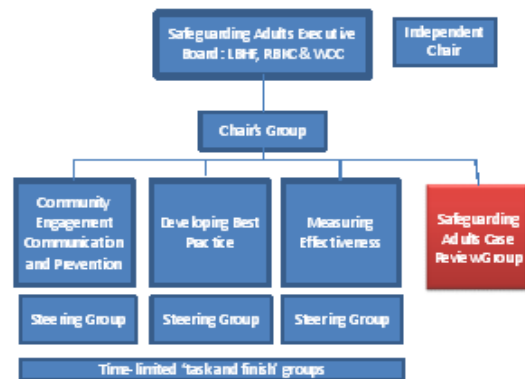 Safeguarding Adults Executive
Board: LBHF, RBKC & WCC
Independent
Chair
Chair's Group
Community
Engagement
Communication
and Prevention
Developing Best
Practice
Measuring
Effectiveness
Safeguarding
Adults Case
Review Group
Steering Group
Steering Group
Steering Group
Time-limited 'task and finish' groups